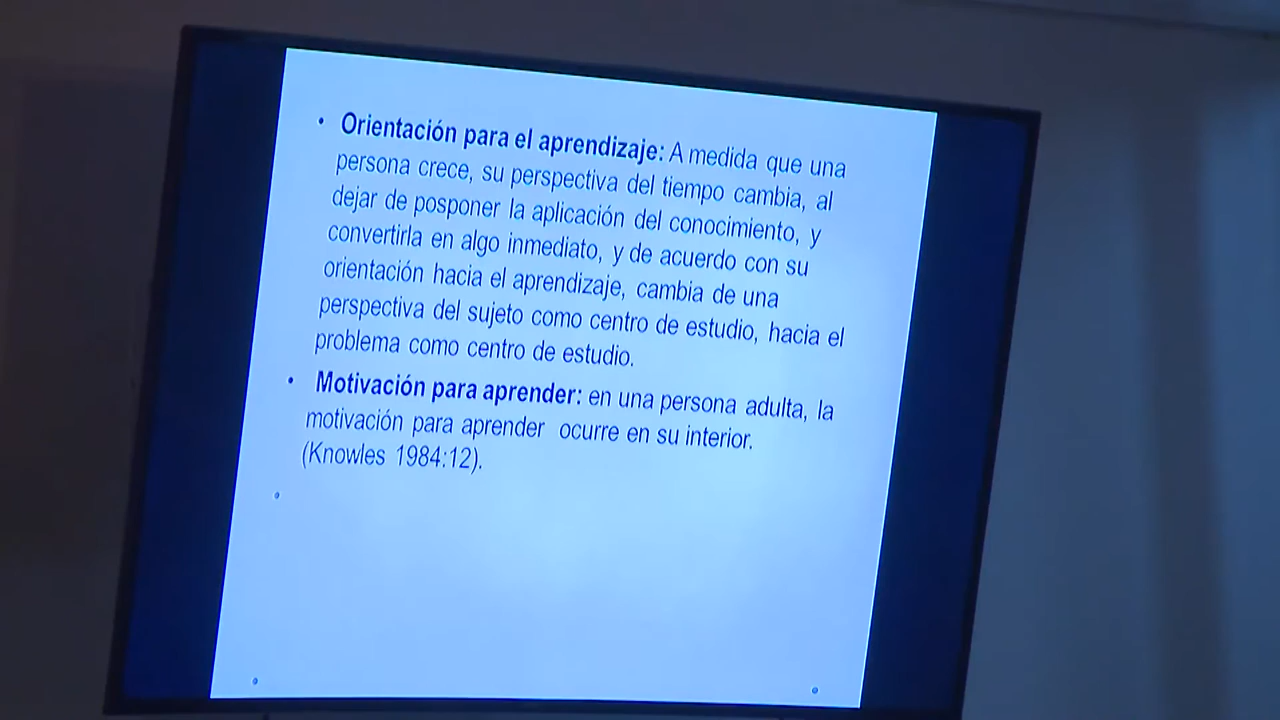 • Orientación para el aprendizaje: A medida que una
persona crece, su perspectiva del tiempo cambia, al
dejar de posponer la aplicación del conocimiento, y
convertirla en algo inmediato, y de acuerdo con su
orientación hacia el aprendizaje, cambia de una
perspectiva del sujeto como centro de estudio, hacia el
problema como centro de estudio.
• Motivación para aprender: en una persona adulta, la
motivación para aprender ocurre en su interior.
(Knowles 1984:12).